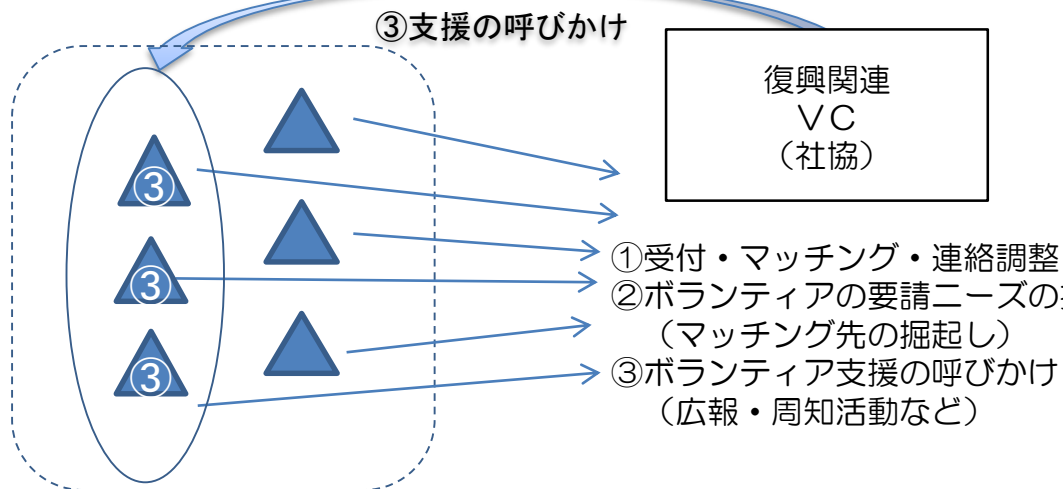 ③支援の呼びかけ
復興関連
ＶＣ
（社協）
③
③
③
①受付・マッチング・連絡調整
②ボランティアの要請ニーズの
（マッチング先の掘起し）
③ボランティア支援の呼びかけ
（広報・周知活動など）